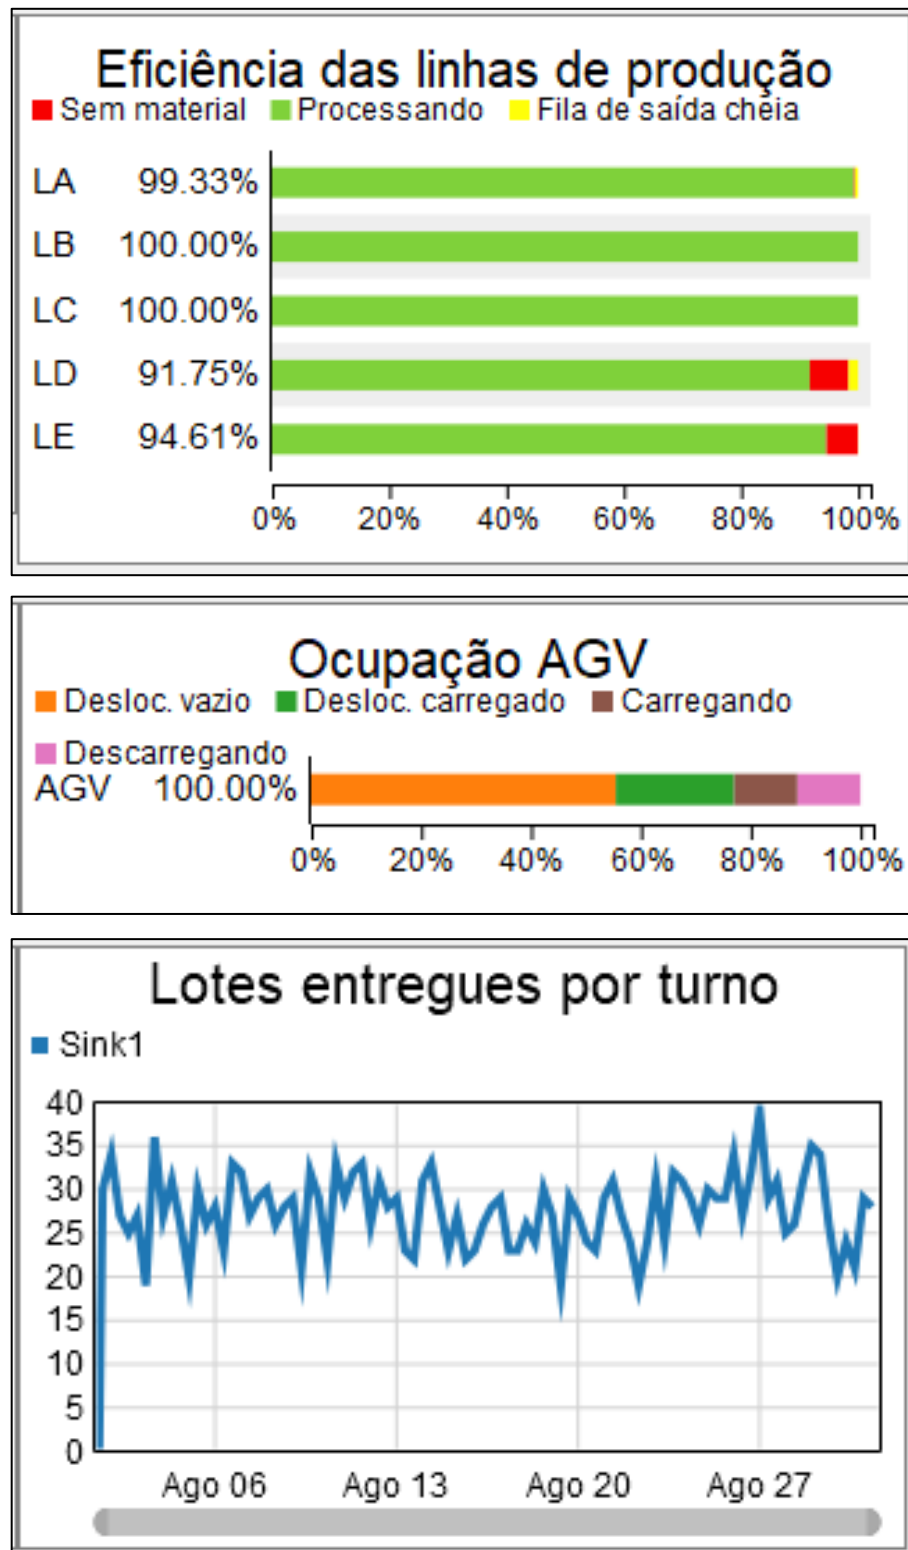 Eficiência das linhas de produção
Sem material Processando Fila de saída cheia
LA 99.33%
LB 100.00%
LC 100.00%
LD 91.75%
LE 94.61%
0% 20% 40% 60% 80% 100%
Ocupação AGV
Desloc. vazio Desloc. carregado Carregando
Descarregando
AGV 100.00%
0% 20% 40% 60% 80% 100%
Lotes entregues por turno
Sink1
40
35
30
25
20
15
10
5
0
Ago 06 Ago 13 Ago 20 Ago 27